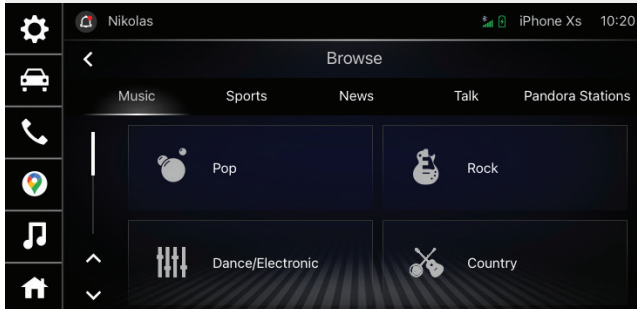 Nikolas iPhone Xs 10:20
Browse
Music Sports News Talk Pandora Stations
Pop Rock
Dance/Electronic Country